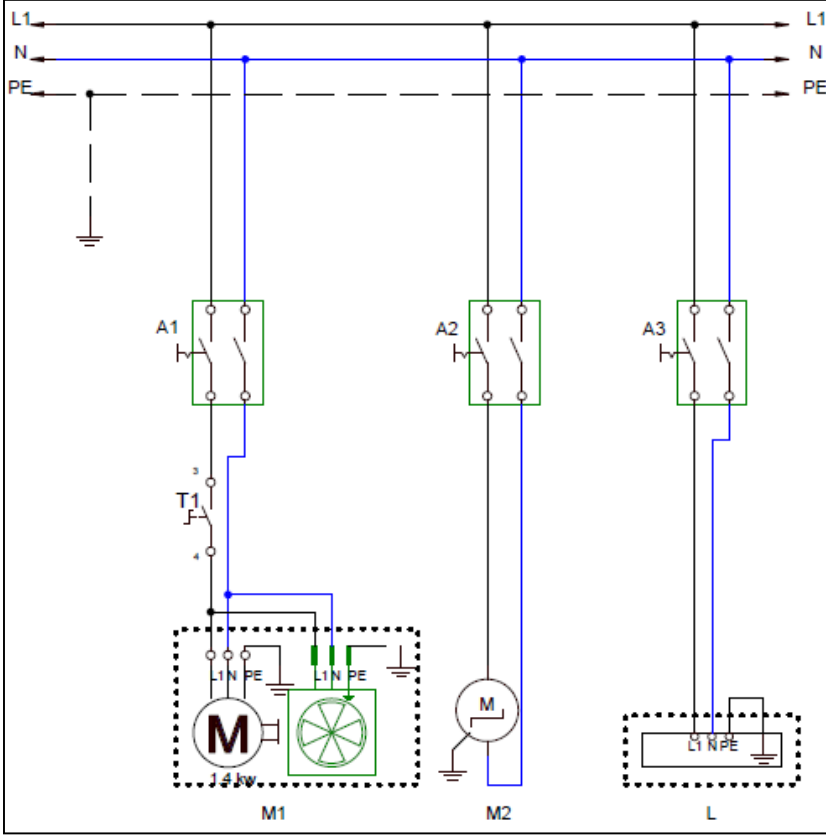 L1 L1
N N
PE PE
A1 A2 A3
3
T1
4
L1 N PE L1 N PE
M M
L1 N PE
1.4 kw
M1 M2 L